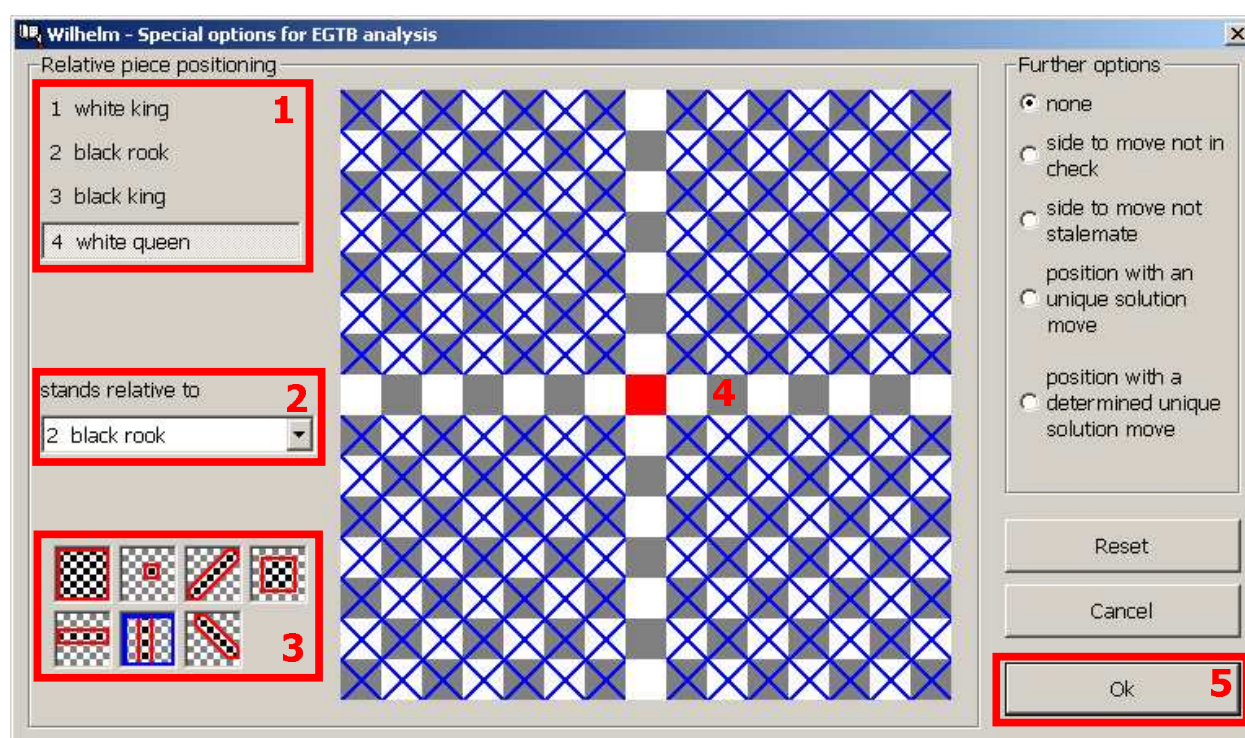 Wilhelm - Special options for EGTB analysis
Relative piece positioning
1 white king
1
2 black rook
3 black king
4 white queen
stands relative to
2
2 black rook
3
4
Further options
none
side to move not in
check
side to move not
stalemate
position with an
unique solution
move
position with a
determined unique
solution move
Reset
Cancel
Ok
5